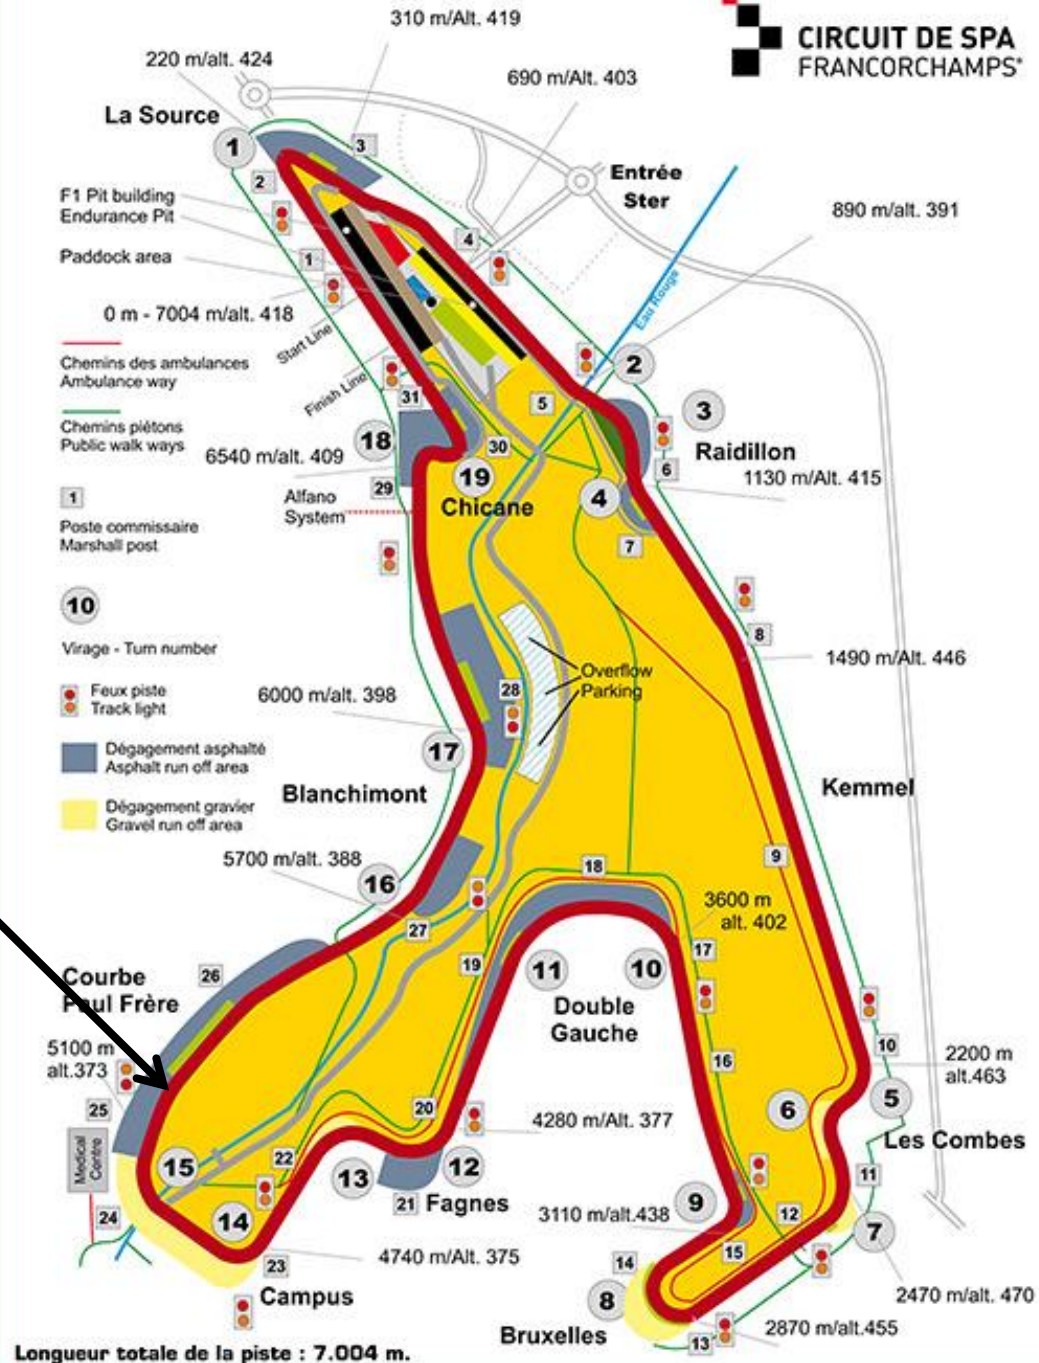 310 m/Alt. 419
CIRCUIT DE SPA
FRANCORCHAMPS®
220 m/alt. 424
690 m/Alt. 403
La Source
1
3
2
Entrée
Ster
F1 Pit building
Endurance Pit
890 m/alt. 391
4
Paddock area
1
Eau Rouge
0 m - 7004 m/alt. 418
Start Line
Chemins des ambulances
Ambulance way
2
Finish Line
31
5
3
Chemins piétons
Public walk ways
18
30
Raidillon
6540 m/alt. 409
6
1130 m/Alt. 415
19
29
4
1
Alfano
System
Chicane
Poste commissaire
Marshall post
7
10
8
Virage - Turn number
1490 m/Alt. 446
Overflow
Parking
28
Feux piste
Track light
6000 m/alt. 398
17
Dégagement asphalté
Asphalt run off area
Blanchimont
Kemmel
Dégagement gravier
Gravel run off area
5700 m/alt. 388
9
18
16
3600 m
alt. 402
27
17
19
26
11
10
Courbe
Paul Frère
Double
Gauche
5100 m
alt.373
10
2200 m
alt.463
16
5
6
25
20
4280 m/Alt. 377
Les Combes
Medical
Centre
22
15
13
12
11
21
Fagnes
9
24
14
3110 m/alt.438
12
7
15
4740 m/Alt. 375
23
14
Campus
8
2470 m/alt. 470
Bruxelles
13
2870 m/alt.455
Longueur totale de la piste : 7.004 m.